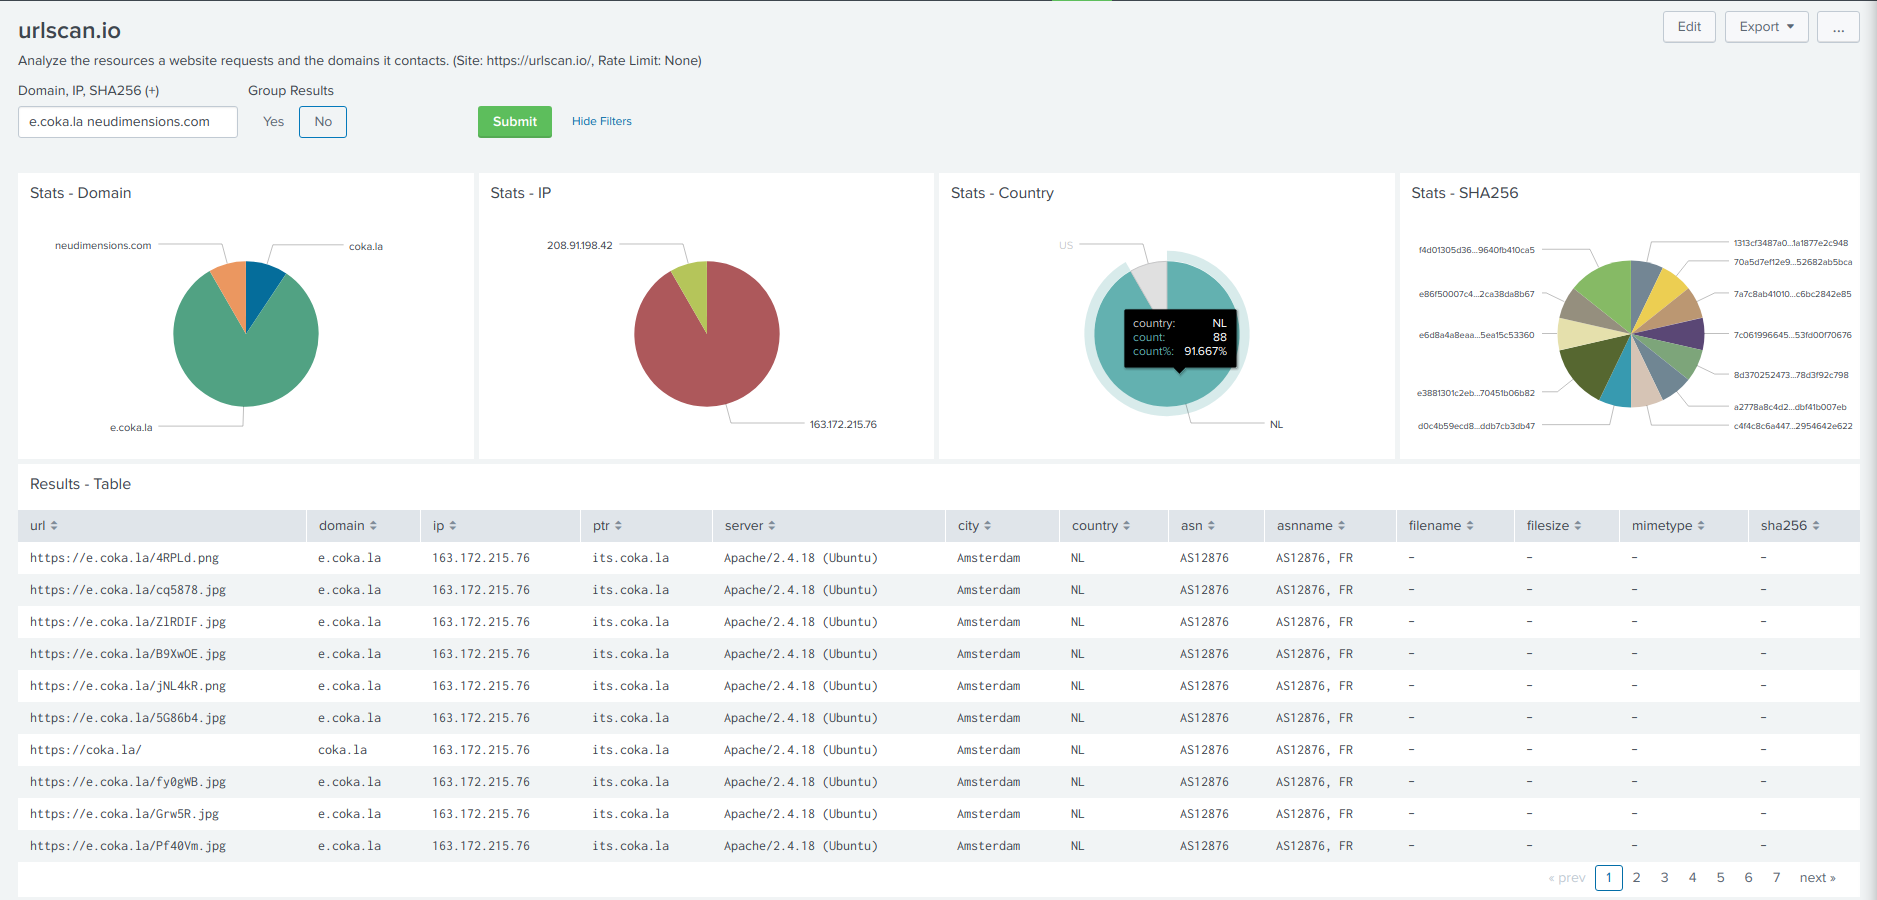 urlscan.io
Edit Export ...
Analyze the resources a website requests and the domains it contacts. (Site: https://urlscan.io/, Rate Limit: None)
Domain, IP, SHA256 (+) Group Results
e.coka.la neudimensions.com Yes No Submit Hide Filters
Stats - Domain
neudimensions.com
coka.la
e.coka.la
Stats - IP
208.91.198.42
163.172.215.76
Stats - Country
US
country: NL
count: 88
count%: 91.667%
NL
Stats - SHA256
f4d01305d36...9640fb410ca5
e86f50007c4...2ca38da8b67
e6d8a4a8eaa...5ea15c53360
e3881301c2eb...70451b06b82
d0c4b59ecd8...ddb7cb3db47
1313cf3487a0...1a1877e2c948
70a5d7ef12e9...52682ab5bca
7a7c8ab41010...c6bc2842e85
7c061996645...53fd00f70676
8d370252473...78d3f92c798
a2778a8c4d2...dbf41b007eb
c4f4c8c6a447...2954642e622
Results - Table
url domain ip ptr server city country asn asnname filename filesize mimetype sha256
https://e.coka.la/4RPLd.png e.coka.la 163.172.215.76 its.coka.la Apache/2.4.18 (Ubuntu) Amsterdam NL AS12876 AS12876, FR - - - -
https://e.coka.la/cq5878.jpg e.coka.la 163.172.215.76 its.coka.la Apache/2.4.18 (Ubuntu) Amsterdam NL AS12876 AS12876, FR - - - -
https://e.coka.la/ZlRDIF.jpg e.coka.la 163.172.215.76 its.coka.la Apache/2.4.18 (Ubuntu) Amsterdam NL AS12876 AS12876, FR - - - -
https://e.coka.la/B9XwOE.jpg e.coka.la 163.172.215.76 its.coka.la Apache/2.4.18 (Ubuntu) Amsterdam NL AS12876 AS12876, FR - - - -
https://e.coka.la/jNL4kR.png e.coka.la 163.172.215.76 its.coka.la Apache/2.4.18 (Ubuntu) Amsterdam NL AS12876 AS12876, FR - - - -
https://e.coka.la/5G86b4.jpg e.coka.la 163.172.215.76 its.coka.la Apache/2.4.18 (Ubuntu) Amsterdam NL AS12876 AS12876, FR - - - -
https://coka.la/ coka.la 163.172.215.76 its.coka.la Apache/2.4.18 (Ubuntu) Amsterdam NL AS12876 AS12876, FR - - - -
https://e.coka.la/fy0gWB.jpg e.coka.la 163.172.215.76 its.coka.la Apache/2.4.18 (Ubuntu) Amsterdam NL AS12876 AS12876, FR - - - -
https://e.coka.la/Grw5R.jpg e.coka.la 163.172.215.76 its.coka.la Apache/2.4.18 (Ubuntu) Amsterdam NL AS12876 AS12876, FR - - - -
https://e.coka.la/Pf40Vm.jpg e.coka.la 163.172.215.76 its.coka.la Apache/2.4.18 (Ubuntu) Amsterdam NL AS12876 AS12876, FR - - - -
« prev 1 2 3 4 5 6 7 next »